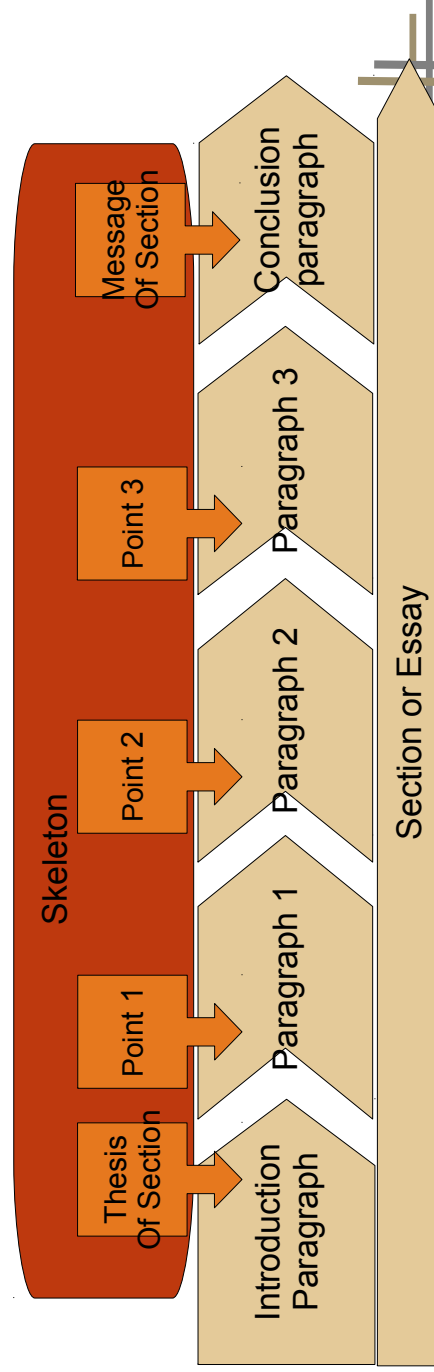 Skeleton
Thesis
Of Section
Point 1
Point 2
Point 3
Message
Of Section
Introduction
Paragraph
Paragraph 1
Paragraph 2
Paragraph 3
Conclusion
paragraph
Section or Essay